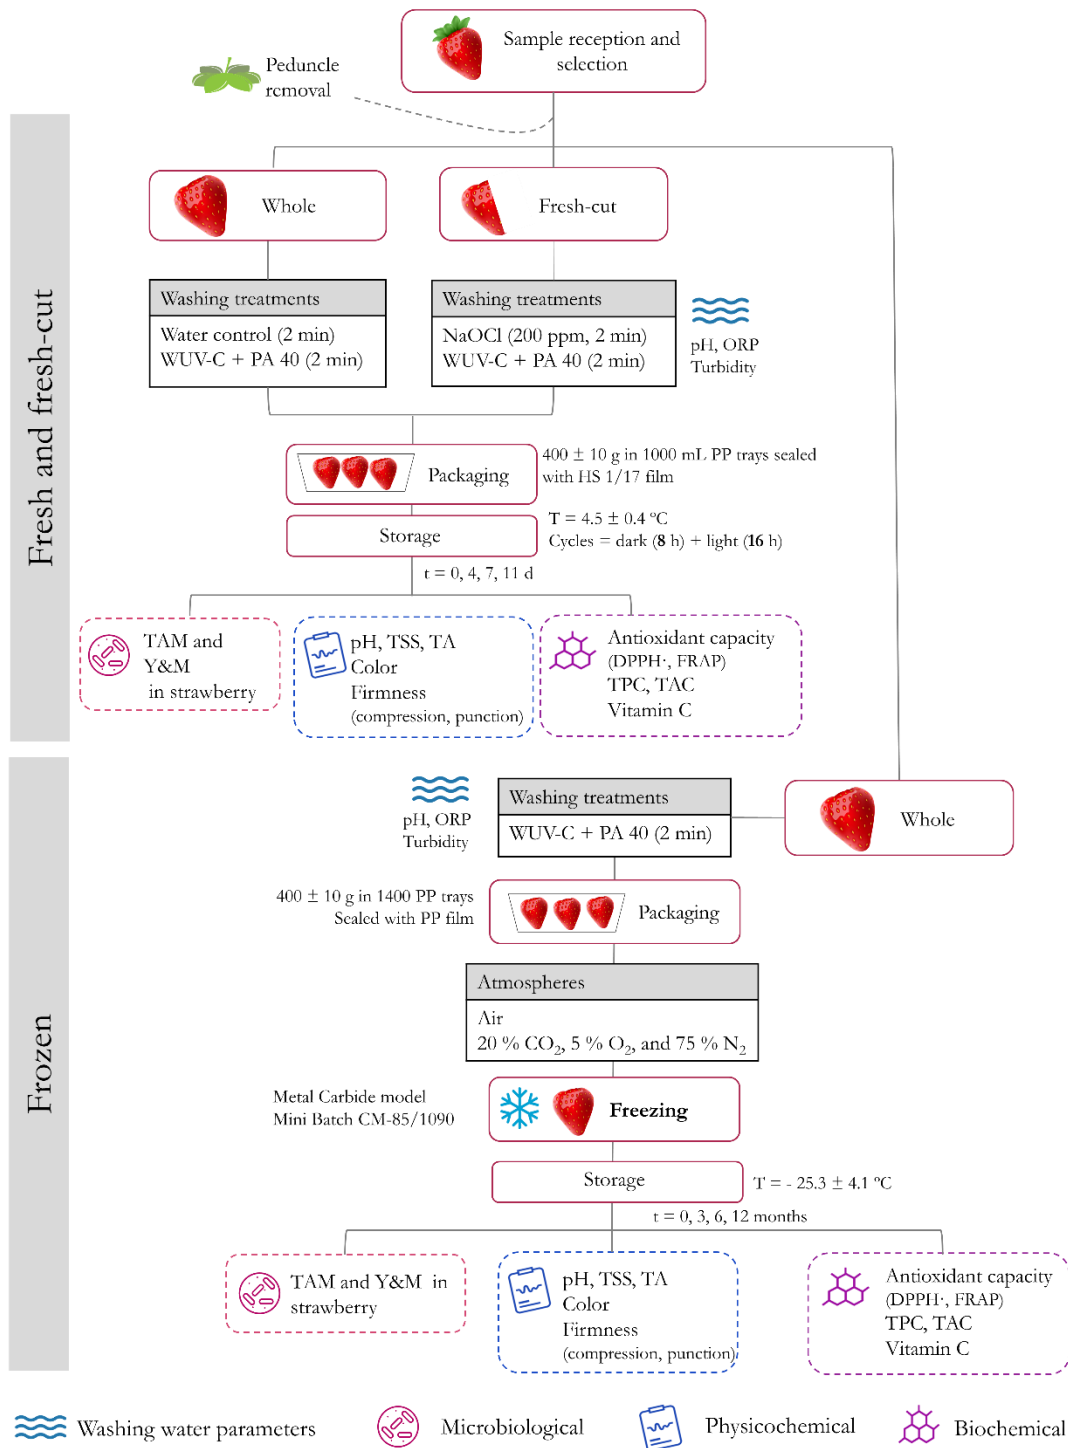 Sample reception and
selection
Peduncle
removal
Fresh and fresh-cut
Whole
Fresh-cut
Washing treatments
Water control (2 min)
WUV-C + PA 40 (2 min)
Washing treatments
NaOCl (200 ppm, 2 min)
WUV-C + PA 40 (2 min)
pH, ORP
Turbidity
Packaging
400 ± 10 g in 1000 mL PP trays sealed
with HS 1/17 film
Storage
T = 4.5 ± 0.4 ºC
Cycles = dark (8 h) + light (16 h)
t = 0, 4, 7, 11 d
TAM and
Y&M
in strawberry
pH, TSS, TA
Color
Firmness
(compression, punction)
Antioxidant capacity
(DPPH·, FRAP)
TPC, TAC
Vitamin C
Frozen
pH, ORP
Turbidity
Washing treatments
WUV-C + PA 40 (2 min)
Whole
400 ± 10 g in 1400 PP trays
Sealed with PP film
Packaging
Atmospheres
Air
20 % CO₂, 5 % O₂, and 75 % N₂
Metal Carbide model
Mini Batch CM-85/1090
Freezing
Storage
T = - 25.3 ± 4.1 ºC
t = 0, 3, 6, 12 months
TAM and Y&M in
strawberry
pH, TSS, TA
Color
Firmness
(compression, punction)
Antioxidant capacity
(DPPH·, FRAP)
TPC, TAC
Vitamin C
Washing water parameters
Microbiological
Physicochemical
Biochemical